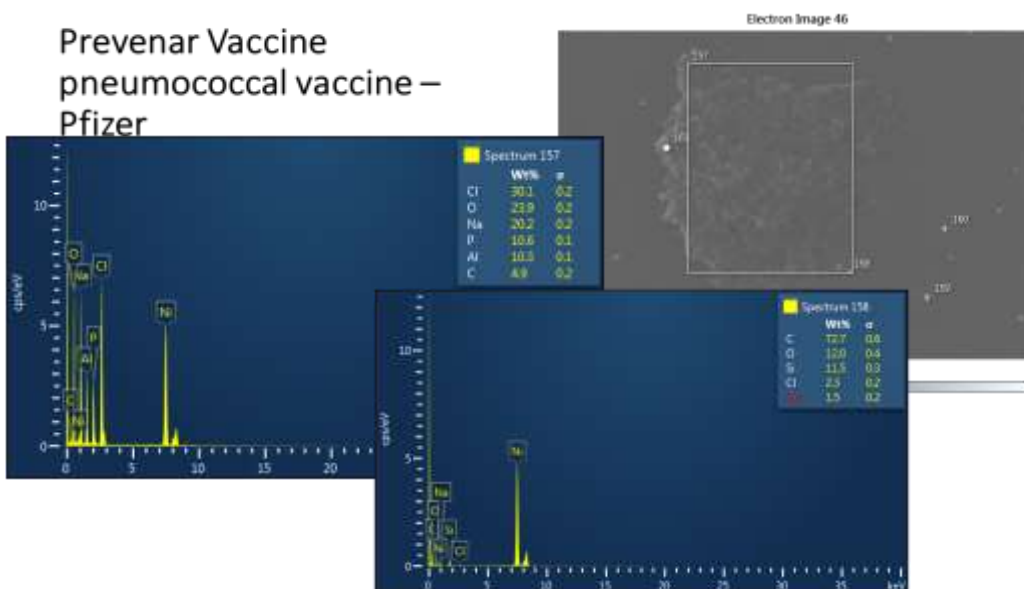 Prevenar Vaccine
pneumococcal vaccine –
Pfizer
Electron Image 46
157
160
159
158
Spectrum 157
Wt% σ
Cl 30.1 0.2
O 23.9 0.2
Na 20.2 0.2
P 10.6 0.1
Al 10.3 0.1
C 4.9 0.2
cps/eV
10
5
0
O
Na
Cl
Ni
P
Al
C
Ni
0 5 10 15 20
Spectrum 158
Wt% σ
C 72.7 0.6
O 12.0 0.4
Si 11.5 0.3
Cl 2.3 0.2
1.5 0.2
cps/eV
10
5
0
Ni
Na
O
C
Si
Ni
Cl
0 5 10 15 20 25 30 35 keV